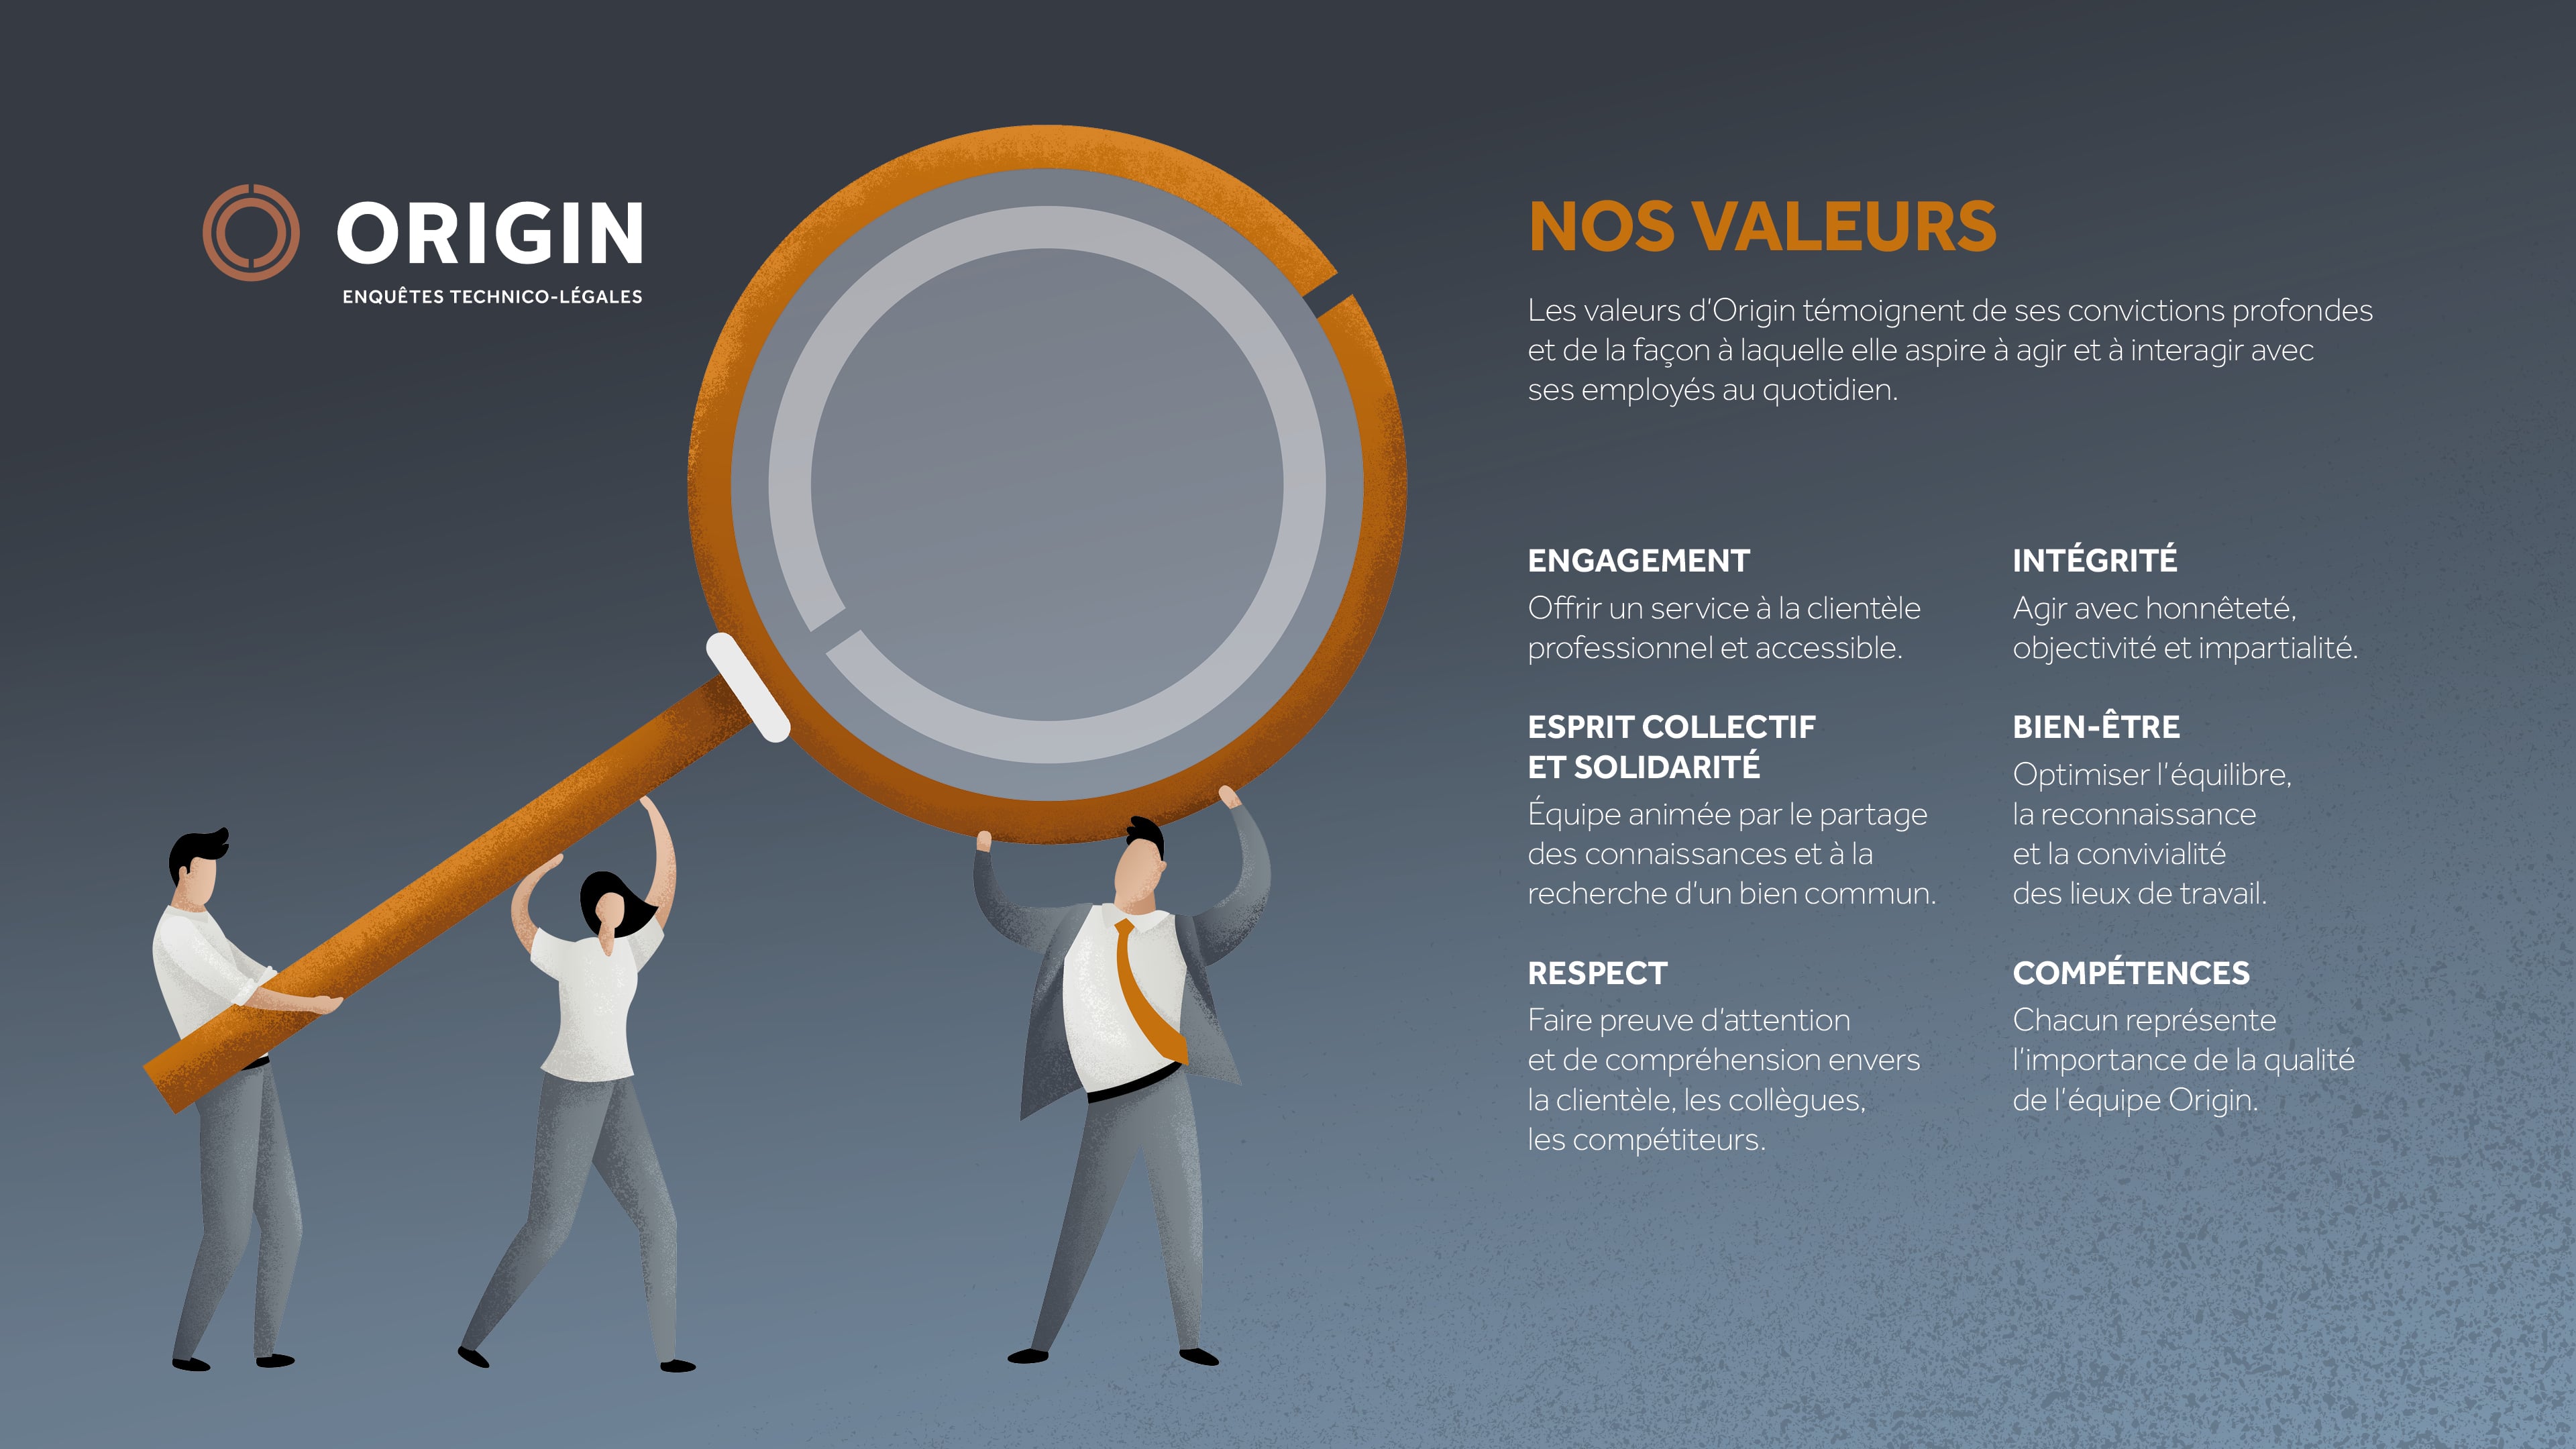 ORIGIN
ENQUÊTES TECHNICO-LÉGALES
NOS VALEURS
Les valeurs d'Origin témoignent de ses convictions profondes
et de la façon à laquelle elle aspire à agir et à interagir avec
ses employés au quotidien.
ENGAGEMENT
Offrir un service à la clientèle
professionnel et accessible.
ESPRIT COLLECTIF
ET SOLIDARITÉ
Équipe animée par le partage
des connaissances et à la
recherche d'un bien commun.
RESPECT
Faire preuve d'attention
et de compréhension envers
la clientèle, les collègues,
les compétiteurs.
INTÉGRITÉ
Agir avec honnêteté,
objectivité et impartialité.
BIEN-ÊTRE
Optimiser l'équilibre,
la reconnaissance
et la convivialité
des lieux de travail.
COMPÉTENCES
Chacun représente
l'importance de la qualité
de l'équipe Origin.